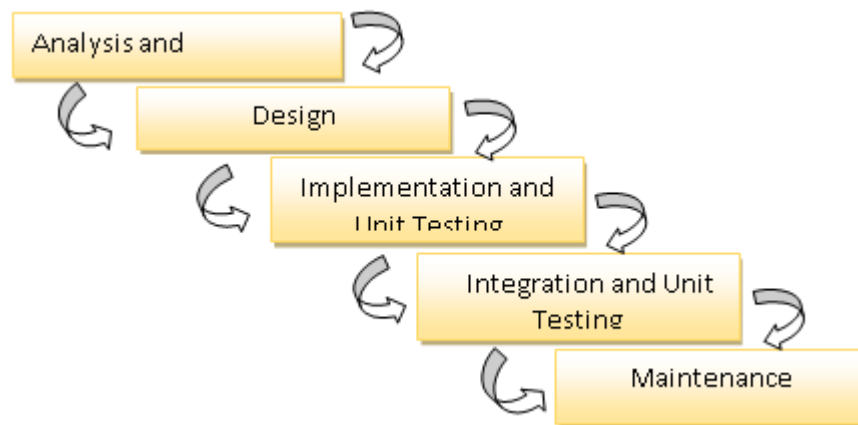 Analysis and
Design
Implementation and
Unit Testing
Integration and Unit
Testing
Maintenance